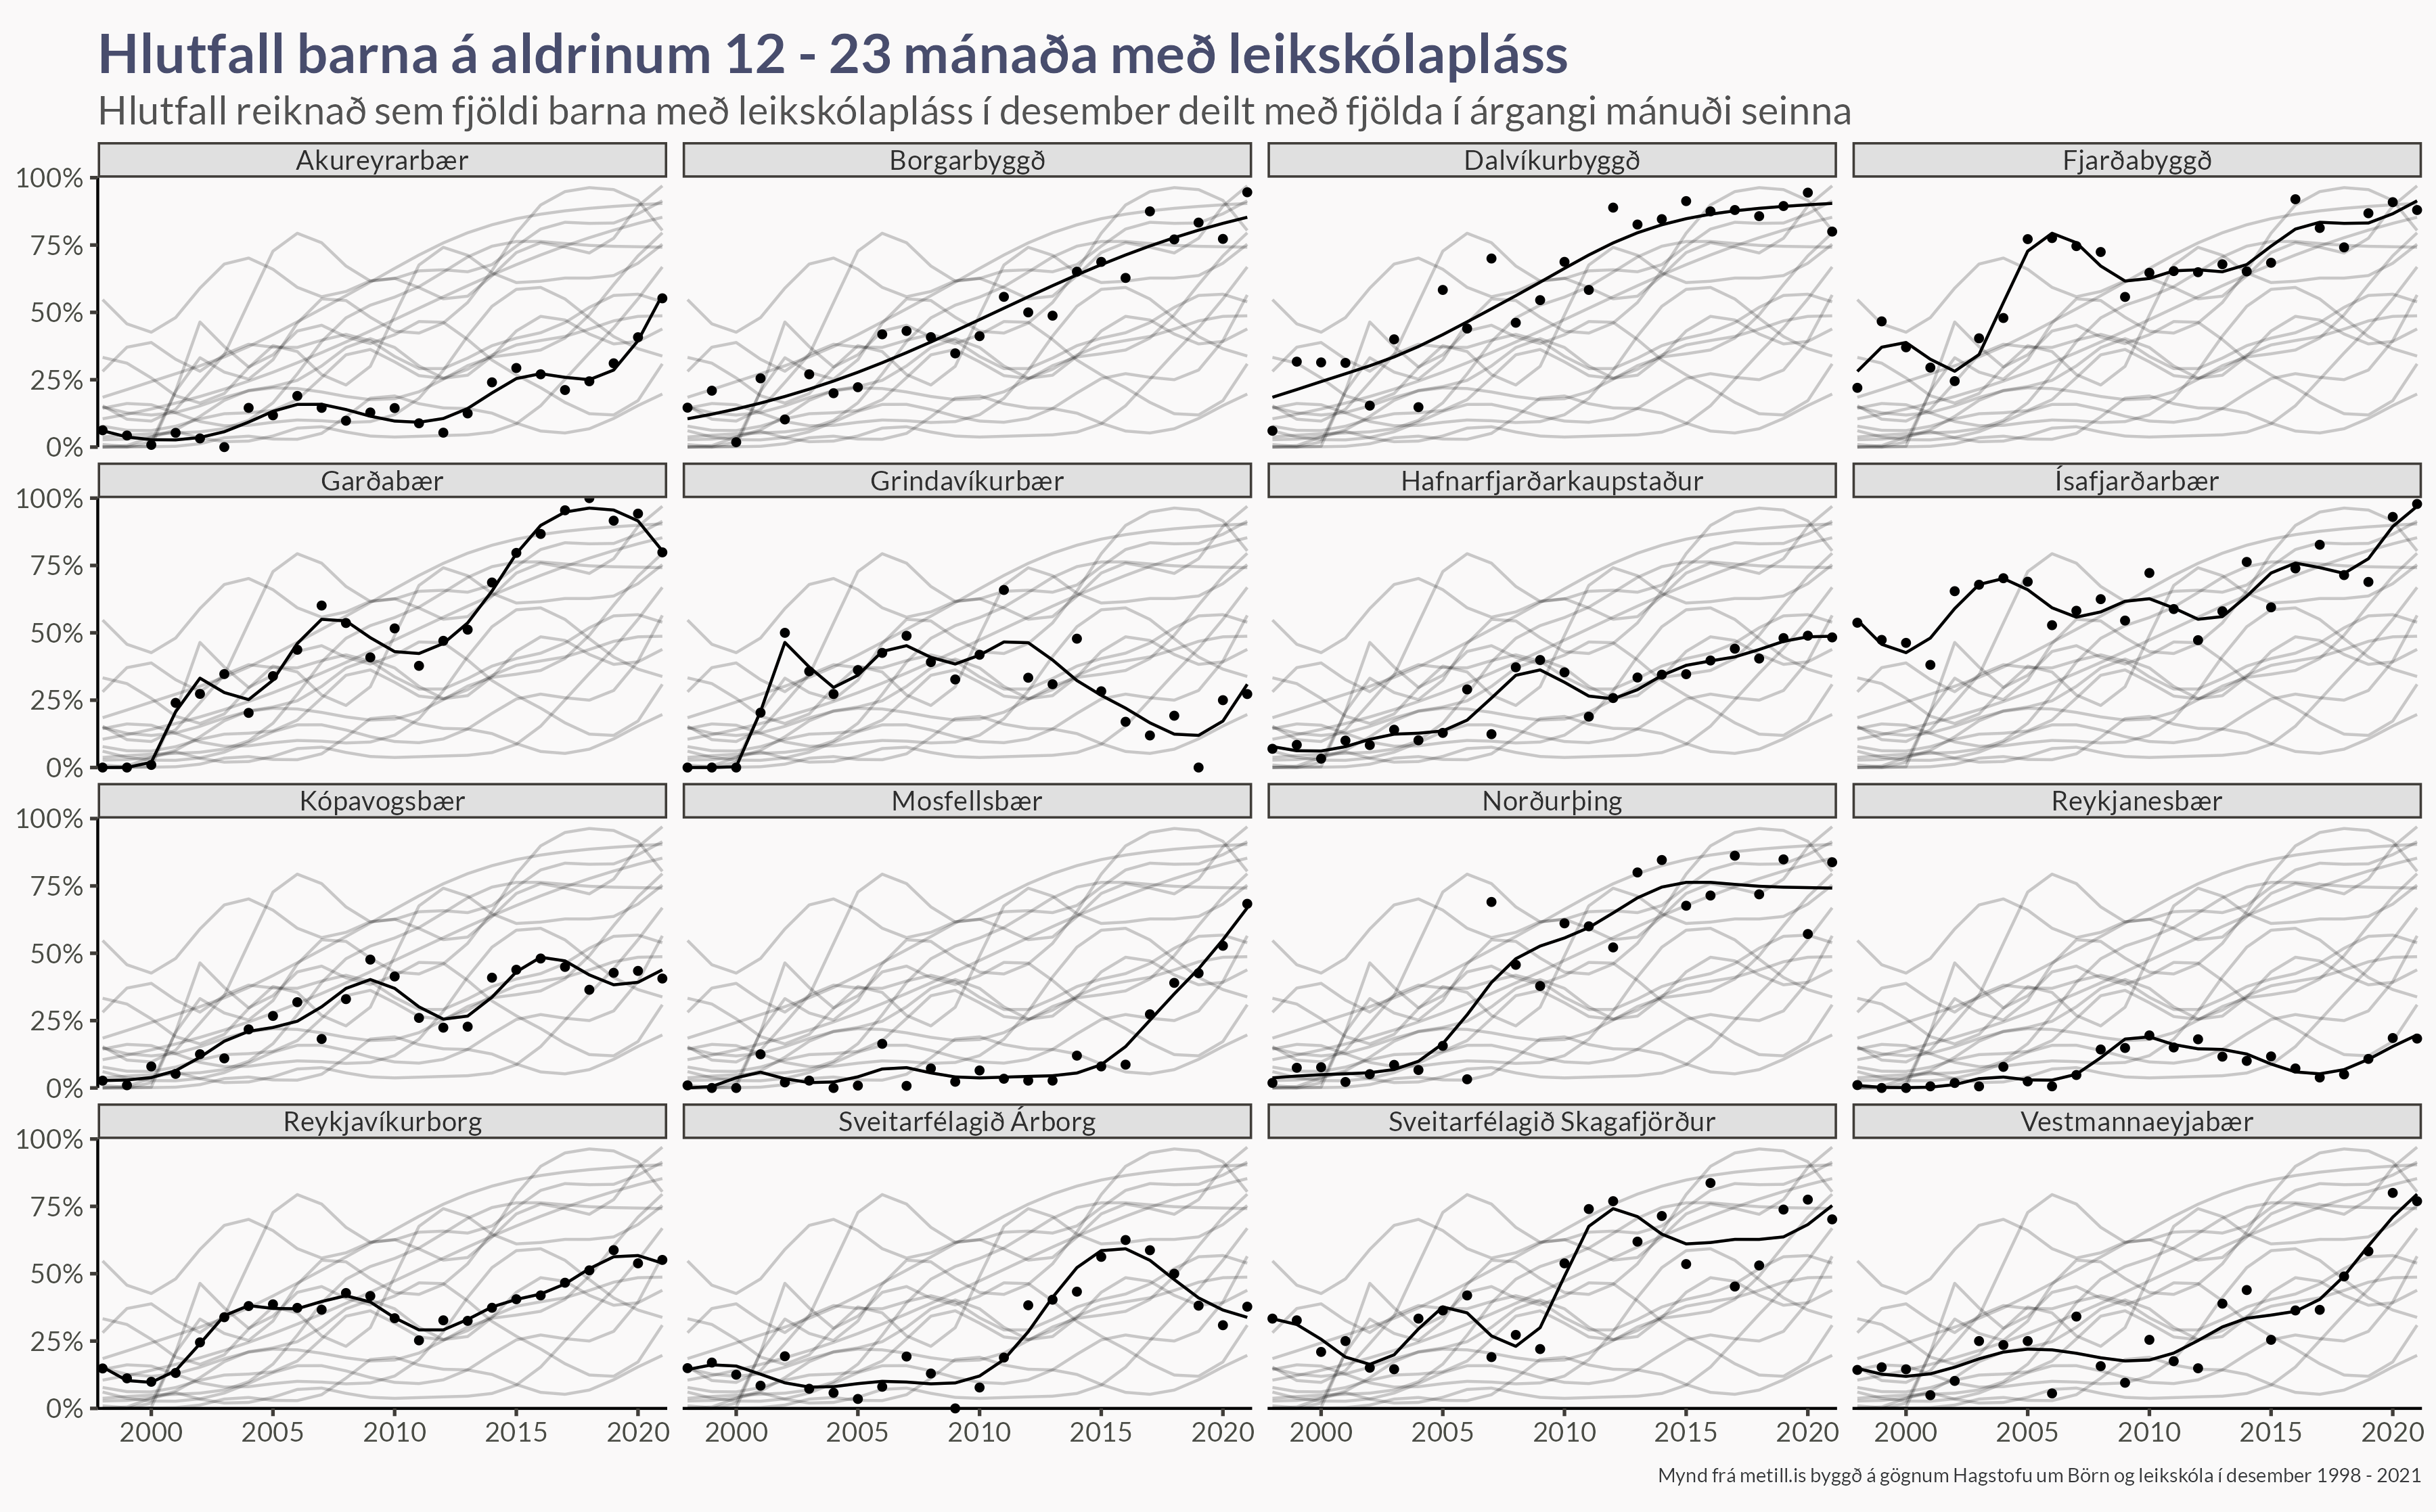 Hlutfall barna á aldrinum 12 - 23 mánaða með leikskólapláss
Hlutfall reiknað sem fjöldi barna með leikskólapláss í desember deilt með fjölda í árgangi mánuði seinna
Akureyrarbær Borgarbyggð Dalvíkurbyggð Fjarðabyggð
100%
75%
50%
25%
0%
Garðabær Grindavíkurbær Hafnarfjarðarkaupstaður Ísafjarðarbær
100%
75%
50%
25%
0%
Kópavogsbær Mosfellsbær Norðurþing Reykjanesbær
100%
75%
50%
25%
0%
Reykjavíkurborg Sveitarfélagið Árborg Sveitarfélagið Skagafjörður Vestmannaeyjabær
100%
75%
50%
25%
0%
2000 2005 2010 2015 2020 2000 2005 2010 2015 2020 2000 2005 2010 2015 2020 2000 2005 2010 2015 2020
Mynd frá metill.is byggð á gögnum Hagstofu um Börn og leikskóla í desember 1998 - 2021